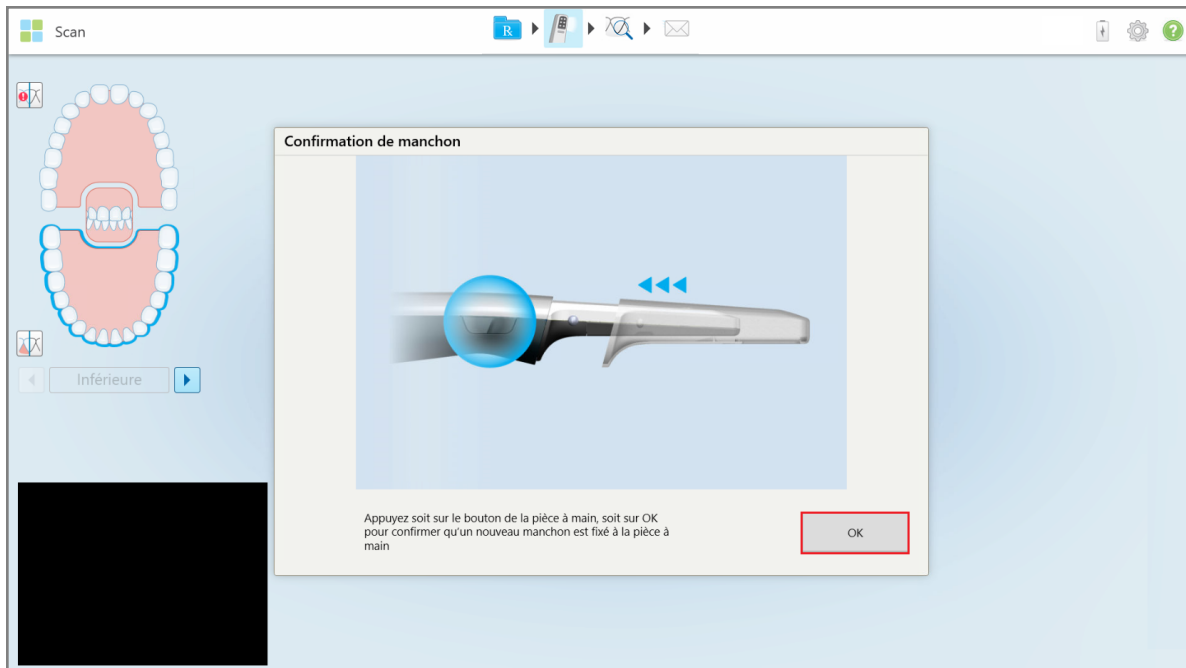 Scan
R
?
Confirmation de manchon
Inférieure
Appuyez soit sur le bouton de la pièce à main, soit sur OK
pour confirmer qu'un nouveau manchon est fixé à la pièce à
main
OK